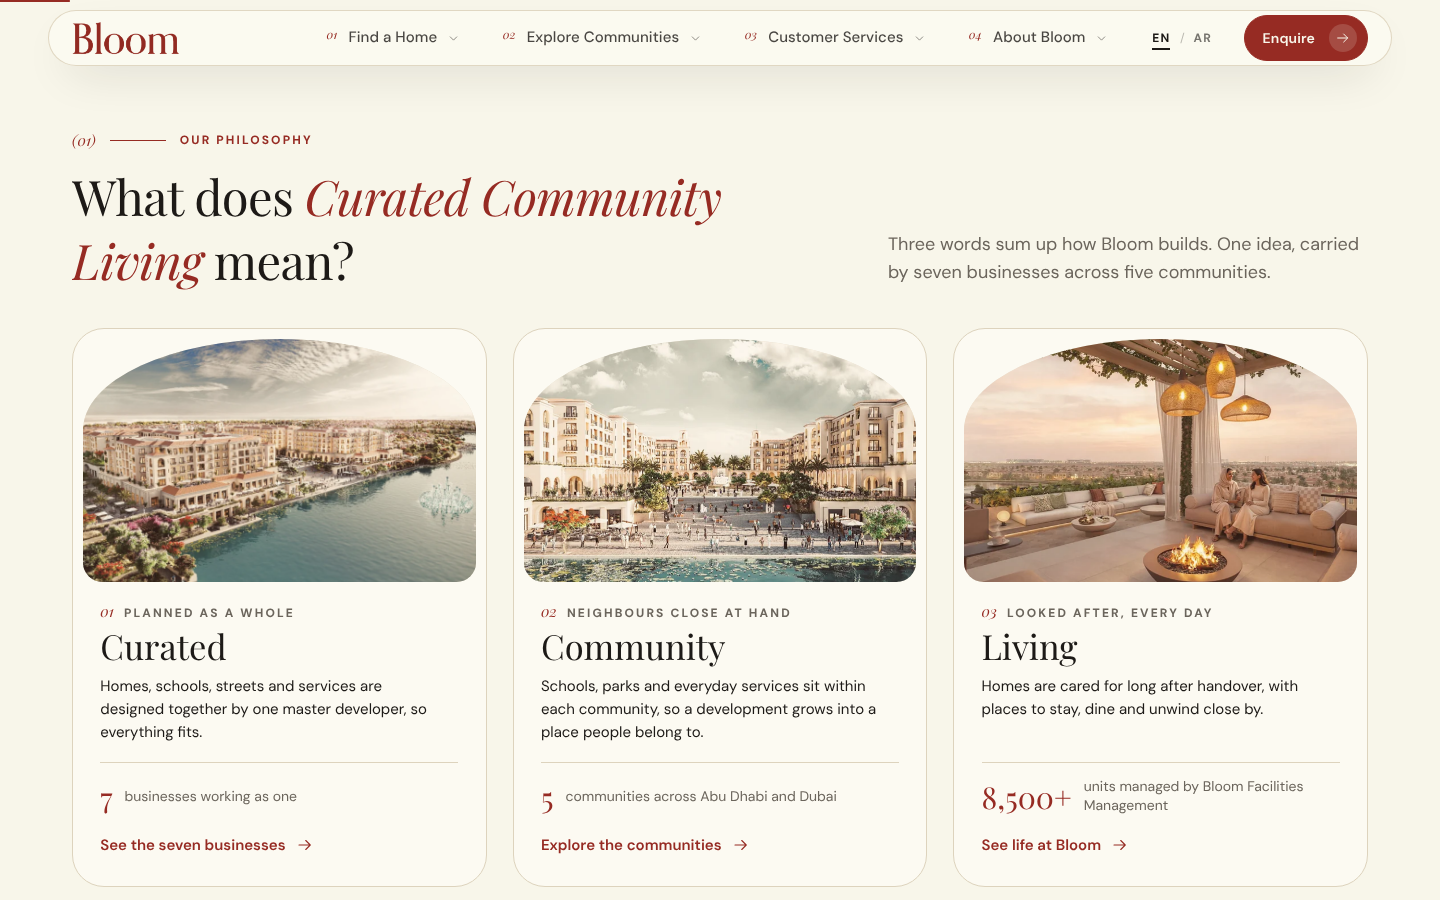 Bloom
01 Find a Home
02 Explore Communities
03 Customer Services
04 About Bloom
EN / AR
Enquire
(01) OUR PHILOSOPHY
What does Curated Community
Living mean?
Three words sum up how Bloom builds. One idea, carried
by seven businesses across five communities.
01 PLANNED AS A WHOLE
Curated
Homes, schools, streets and services are
designed together by one master developer, so
everything fits.
7 businesses working as one
See the seven businesses →
02 NEIGHBOURS CLOSE AT HAND
Community
Schools, parks and everyday services sit within
each community, so a development grows into a
place people belong to.
5 communities across Abu Dhabi and Dubai
Explore the communities →
03 LOOKED AFTER, EVERY DAY
Living
Homes are cared for long after handover, with
places to stay, dine and unwind close by.
8,500+ units managed by Bloom Facilities
Management
See life at Bloom →